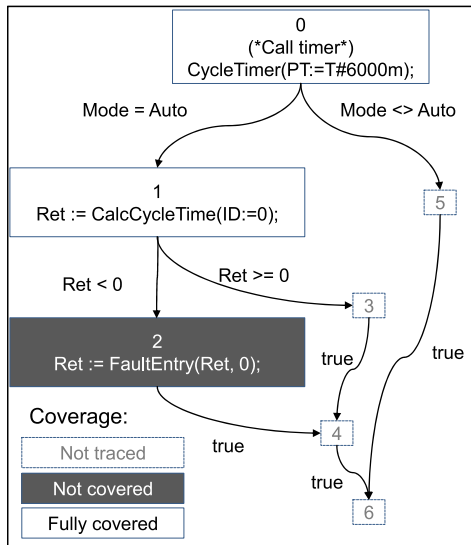 0
(*Call timer*)
CycleTimer(PT:=T#6000m);
Mode = Auto
Mode <> Auto
1
Ret := CalcCycleTime(ID:=0);
5
Ret < 0
Ret >= 0
3
2
Ret := FaultEntry(Ret, 0);
true
true
Coverage:
true
4
Not traced
true
Not covered
6
Fully covered